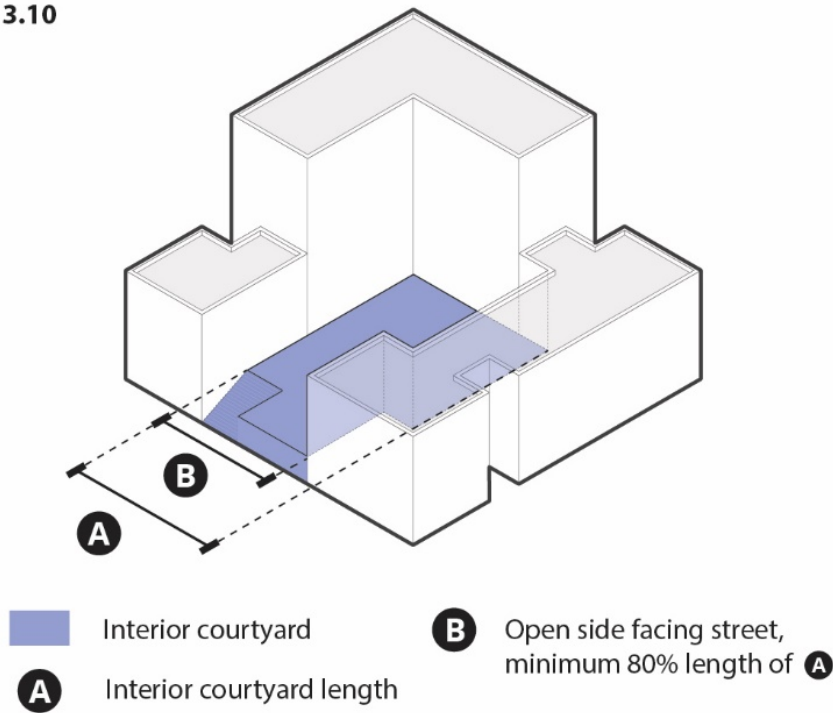 3.10
B
A
Interior courtyard
A Interior courtyard length
B Open side facing street,
minimum 80% length of A